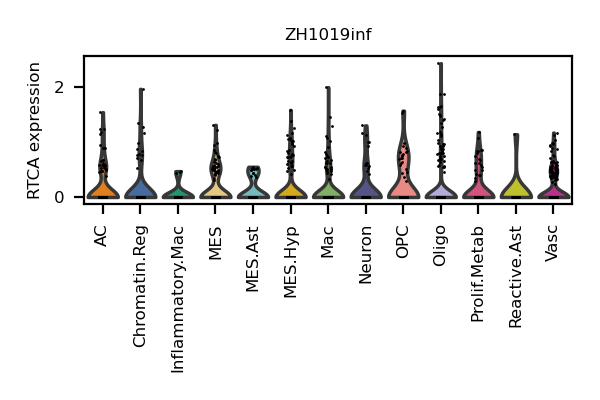 ZH1019inf
RTCA expression
2
0
AC
Chromatin.Reg
Inflammatory.Mac
MES
MES.Ast
MES.Hyp
Mac
Neuron
OPC
Oligo
Prolif.Metab
Reactive.Ast
Vasc